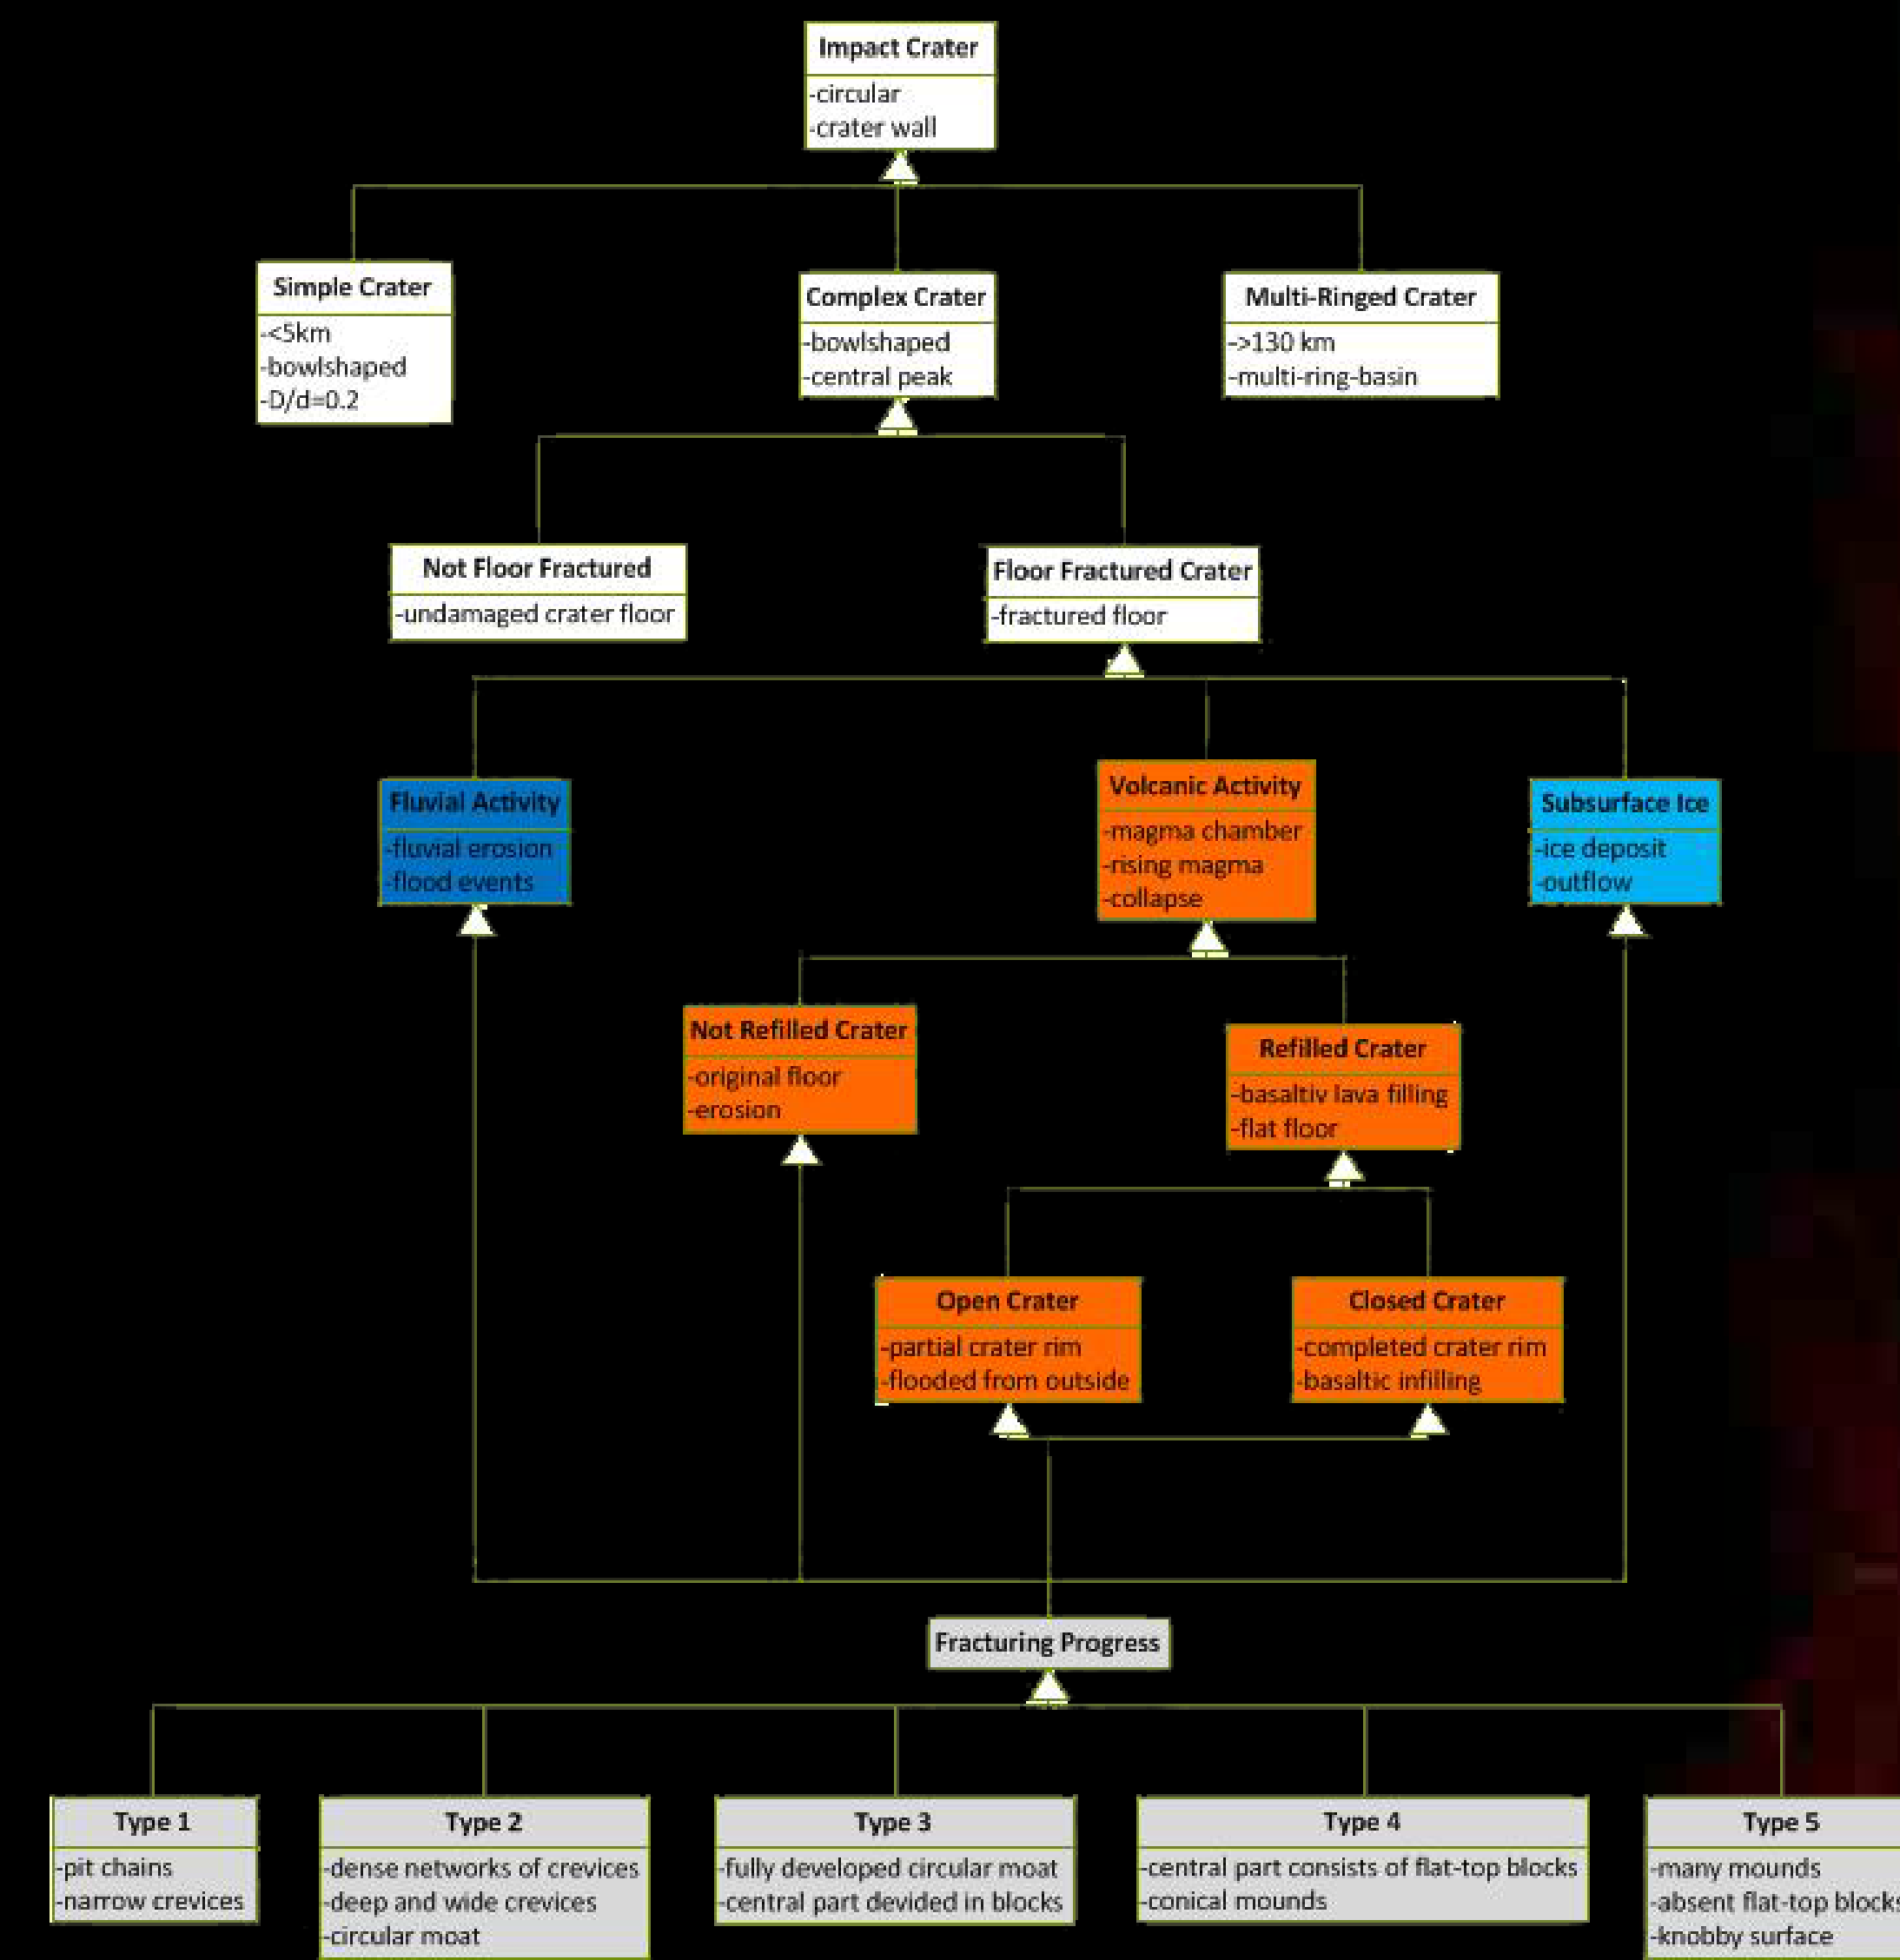 Impact Crater
-circular
-crater wall
Simple Crater
-<5km
-bowlshaped
-D/d=0.2
Complex Crater
-bowlshaped
-central peak
Multi-Ringed Crater
->130 km
-multi-ring-basin
Not Floor Fractured
-undamaged crater floor
Floor Fractured Crater
-fractured floor
Fluvial Activity
-fluvial erosion
-flood events
Volcanic Activity
-magma chamber
-rising magma
-collapse
Subsurface Ice
-ice deposit
-outflow
Not Refilled Crater
-original floor
-erosion
Refilled Crater
-basaltiv lava filling
-flat floor
Open Crater
-partial crater rim
-flooded from outside
Closed Crater
-completed crater rim
-basaltic infilling
Fracturing Progress
Type 1
-pit chains
-narrow crevices
Type 2
-dense networks of crevices
-deep and wide crevices
-circular moat
Type 3
-fully developed circular moat
-central part devided in blocks
Type 4
-central part consists of flat-top blocks
-conical mounds
Type 5
-many mounds
-absent flat-top blocks
-knobby surface